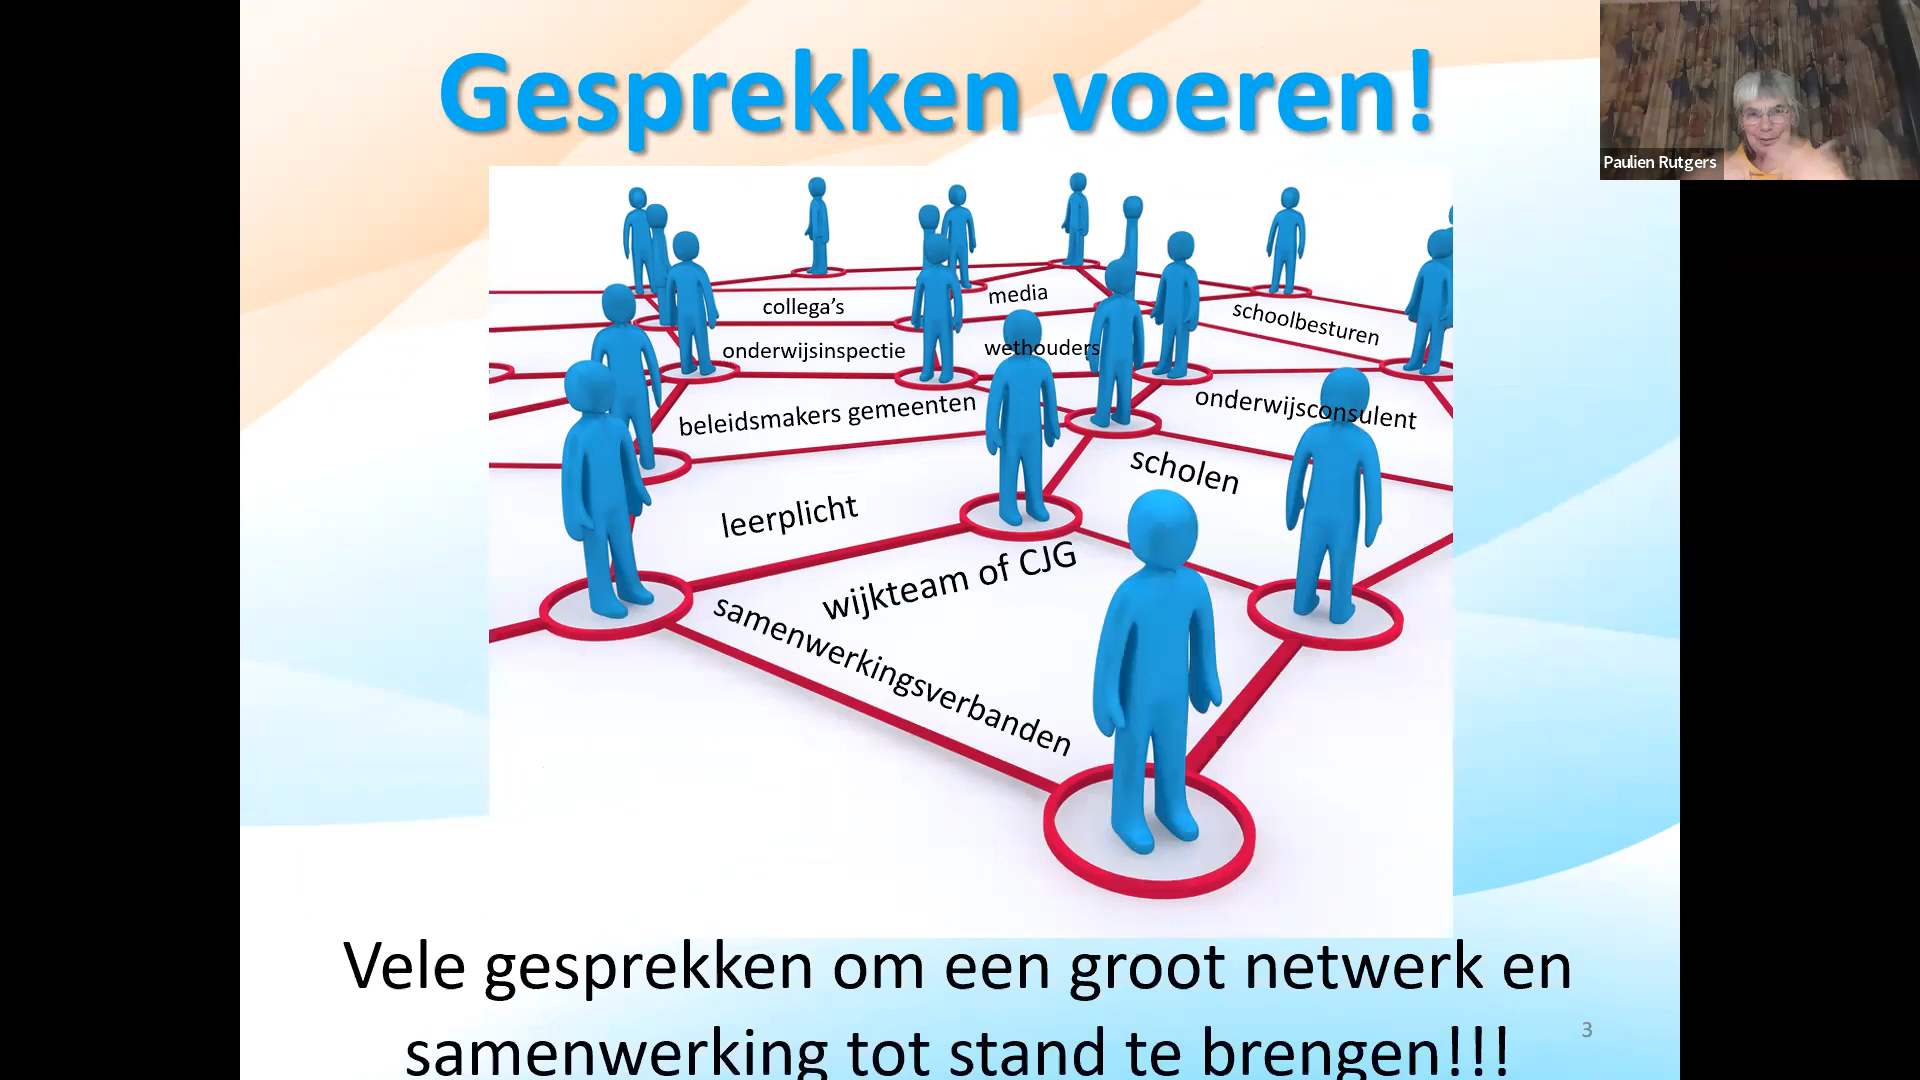 Gesprekken voeren!
Paulien Rutgers
collega's
media
schoolbesturen
onderwijsinspectie
wethouders
beleidsmakers gemeenten
onderwijsconsulent
scholen
leerplicht
wijkteam of CJG
samenwerkingsverbanden
Vele gesprekken om een groot netwerk en
samenwerking tot stand te brengen!!!
3